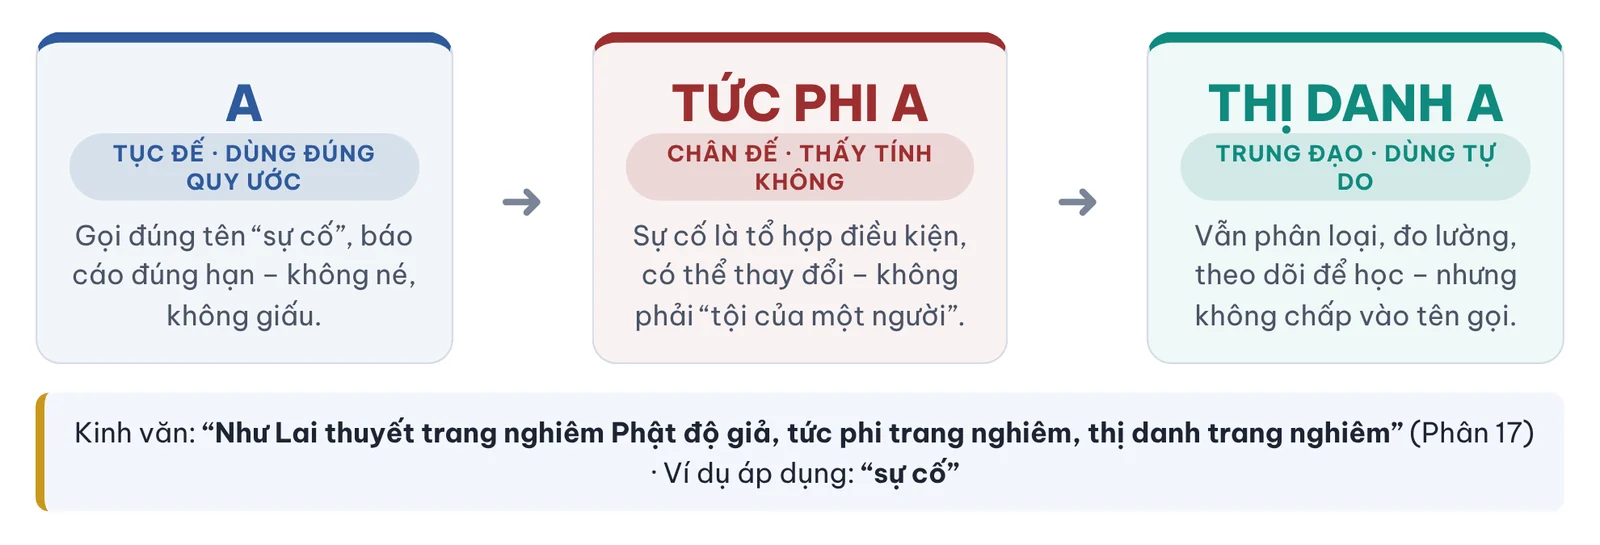 A
TỤC ĐẾ · DÙNG ĐÚNG
QUY ƯỚC
Gọi đúng tên “sự cố”, báo
cáo đúng hạn – không né,
không giấu.
➜
TỨC PHI A
CHÂN ĐẾ · THẤY TÍNH
KHÔNG
Sự cố là tổ hợp điều kiện,
có thể thay đổi – không
phải “tội của một người”.
➜
THỊ DANH A
TRUNG ĐẠO · DÙNG TỰ
DO
Vẫn phân loại, đo lường,
theo dõi để học – nhưng
không chấp vào tên gọi.
Kinh văn: “Như Lai thuyết trang nghiêm Phật độ giả, tức phi trang nghiêm, thị danh trang nghiêm” (Phân 17)
· Ví dụ áp dụng: “sự cố”